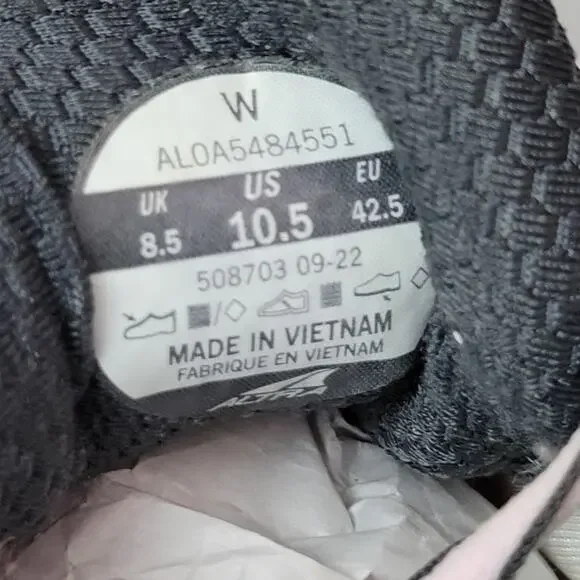 W
AL0A5484551
UK US EU
8.5 10.5 42.5
508703 09-22
MADE IN VIETNAM
FABRIQUE EN VIETNAM
ALTRA